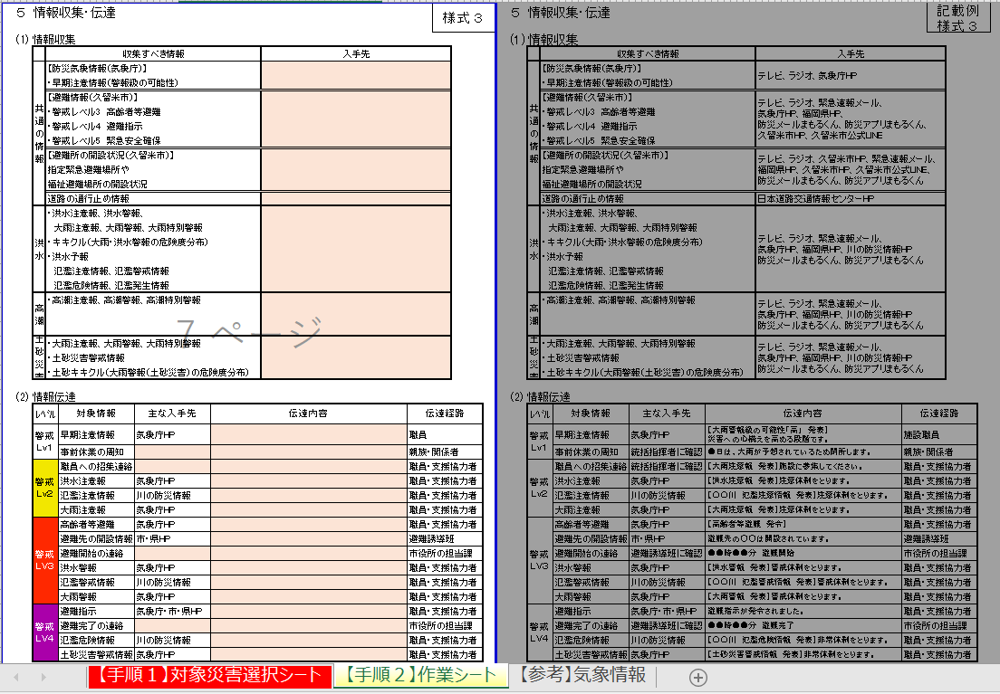 5 情報収集・伝達
様式3
(1) 情報収集
収集すべき情報 入手先
共通の情報
【防災気象情報(気象庁)】
・早期注意情報(警報級の可能性)
【避難情報(久留米市)】
・警戒レベル3 高齢者等避難
・警戒レベル4 避難指示
・警戒レベル5 緊急安全確保
【避難所の開設状況(久留米市)】
指定緊急避難場所や
福祉避難場所の開設状況
道路の通行止め情報
洪水
・洪水注意報、洪水警報、
大雨注意報、大雨警報、大雨特別警報
・キキクル(大雨・洪水警報の危険度分布)
・洪水予報
氾濫注意情報、氾濫警戒情報
氾濫危険情報、氾濫発生情報
高潮
・高潮注意報、高潮警報、高潮特別警報
7 ページ
土砂災害
・大雨注意報、大雨警報、大雨特別警報
・土砂災害警戒情報
・土砂キキクル(大雨警報(土砂災害)の危険度分布)
(2) 情報伝達
レベル 対象情報 主な入手先 伝達内容 伝達経路
警戒Lv1
早期注意情報 気象庁HP 職員
事前休業の周知 親族・関係者
警戒Lv2
職員への招集連絡 職員・支援協力者
洪水注意報 気象庁HP 職員・支援協力者
氾濫注意情報 川の防災情報 職員・支援協力者
大雨注意報 気象庁HP 職員・支援協力者
警戒LV3
高齢者等避難 気象庁HP 職員・支援協力者
避難先の開設情報 市・県HP 避難誘導班
避難開始の連絡 市役所の担当課
洪水警報 気象庁HP 職員・支援協力者
氾濫警戒情報 川の防災情報 職員・支援協力者
大雨警報 気象庁HP 職員・支援協力者
警戒LV4
避難指示 気象庁・市・県HP 職員・支援協力者
避難完了の連絡 市役所の担当課
氾濫危険情報 川の防災情報 職員・支援協力者
土砂災害警戒情報 気象庁HP 職員・支援協力者
5 情報収集・伝達
記載例
様式3
(1) 情報収集
収集すべき情報 入手先
共通の情報
【防災気象情報(気象庁)】
・早期注意情報(警報級の可能性)
テレビ、ラジオ、気象庁HP
【避難情報(久留米市)】
・警戒レベル3 高齢者等避難
・警戒レベル4 避難指示
・警戒レベル5 緊急安全確保
テレビ、ラジオ、緊急速報メール、
気象庁HP、福岡県HP、
防災メールまもるくん、防災アプリまもるくん、
久留米市HP、久留米市公式LINE
【避難所の開設状況(久留米市)】
指定緊急避難場所や
福祉避難場所の開設状況
テレビ、ラジオ、久留米市HP、緊急速報メール、
福岡県HP、久留米市HP、久留米市公式LINE、
防災メールまもるくん、防災アプリまもるくん
道路の通行止め情報 日本道路交通情報センターHP
洪水
・洪水注意報、洪水警報、
大雨注意報、大雨警報、大雨特別警報
・キキクル(大雨・洪水警報の危険度分布)
・洪水予報
氾濫注意情報、氾濫警戒情報
氾濫危険情報、氾濫発生情報
テレビ、ラジオ、緊急速報メール、
気象庁HP、福岡県HP、川の防災情報HP
防災メールまもるくん、防災アプリまもるくん
高潮
・高潮注意報、高潮警報、高潮特別警報
テレビ、ラジオ、緊急速報メール、
気象庁HP、福岡県HP、川の防災情報HP
防災メールまもるくん、防災アプリまもるくん
土砂災害
・大雨注意報、大雨警報、大雨特別警報
・土砂災害警戒情報
・土砂キキクル(大雨警報(土砂災害)の危険度分布)
テレビ、ラジオ、緊急速報メール、
気象庁HP、福岡県HP、川の防災情報HP
防災メールまもるくん、防災アプリまもるくん
(2) 情報伝達
レベル 対象情報 主な入手先 伝達内容 伝達経路
警戒Lv1
早期注意情報 気象庁HP 【大雨警報級の可能性「高」 発表】 施設職員
災害への心構えを高める段階です。
事前休業の周知 統括指揮者に確認 ●日は、大雨が予想されているため閉所します。 親族・関係者
警戒Lv2
職員への招集連絡 統括指揮者に確認 【大雨注意報 発表】施設に参集してください。 職員・支援協力者
洪水注意報 気象庁HP 【洪水注意報 発表】注意体制をとります。 職員・支援協力者
氾濫注意情報 川の防災情報 【〇〇川 氾濫注意情報 発表】注意体制をとります。 職員・支援協力者
大雨注意報 気象庁HP 【大雨注意報 発表】注意体制をとります。 職員・支援協力者
警戒LV3
高齢者等避難 気象庁HP 【高齢者等避難 発令】 職員・支援協力者
避難先の開設情報 市・県HP 避難先の〇〇は開設されています。 避難誘導班
避難開始の連絡 避難誘導班に確認 ●●時●●分 避難開始 市役所の担当課
洪水警報 気象庁HP 【洪水警報 発表】警戒体制をとります。 職員・支援協力者
氾濫警戒情報 川の防災情報 【〇〇川 氾濫警戒情報 発表】警戒体制をとります。 職員・支援協力者
大雨警報 気象庁HP 【大雨警報 発表】警戒体制をとります。 職員・支援協力者
警戒LV4
避難指示 気象庁・市・県HP 避難指示が発令されました。 職員・支援協力者
避難完了の連絡 避難誘導班に確認 ●●時●●分 避難完了 市役所の担当課
氾濫危険情報 川の防災情報 【〇〇川 氾濫危険情報 発表】非常体制をとります。 職員・支援協力者
土砂災害警戒情報 気象庁HP 【土砂災害警戒情報 発表】非常体制をとります。 職員・支援協力者
【手順1】対象災害選択シート 【手順2】作業シート 【参考】気象情報